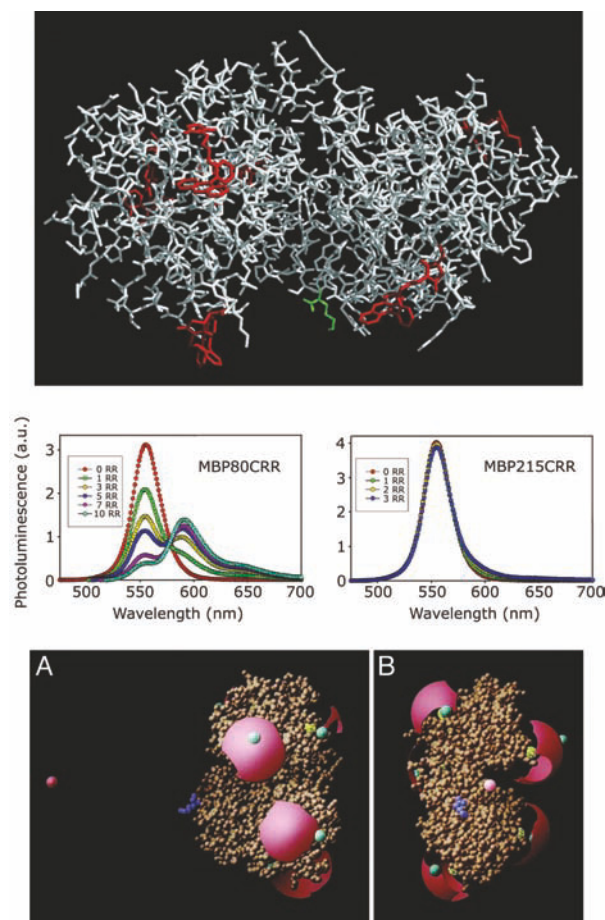 Photoluminescence (a.u.)
3
2
1
0
0 RR
1 RR
3 RR
5 RR
7 RR
10 RR
MBP80CRR
500 550 600 650 700
Wavelength (nm)
4
3
2
1
0
0 RR
1 RR
2 RR
3 RR
MBP215CRR
500 550 600 650 700
Wavelength (nm)
A
B